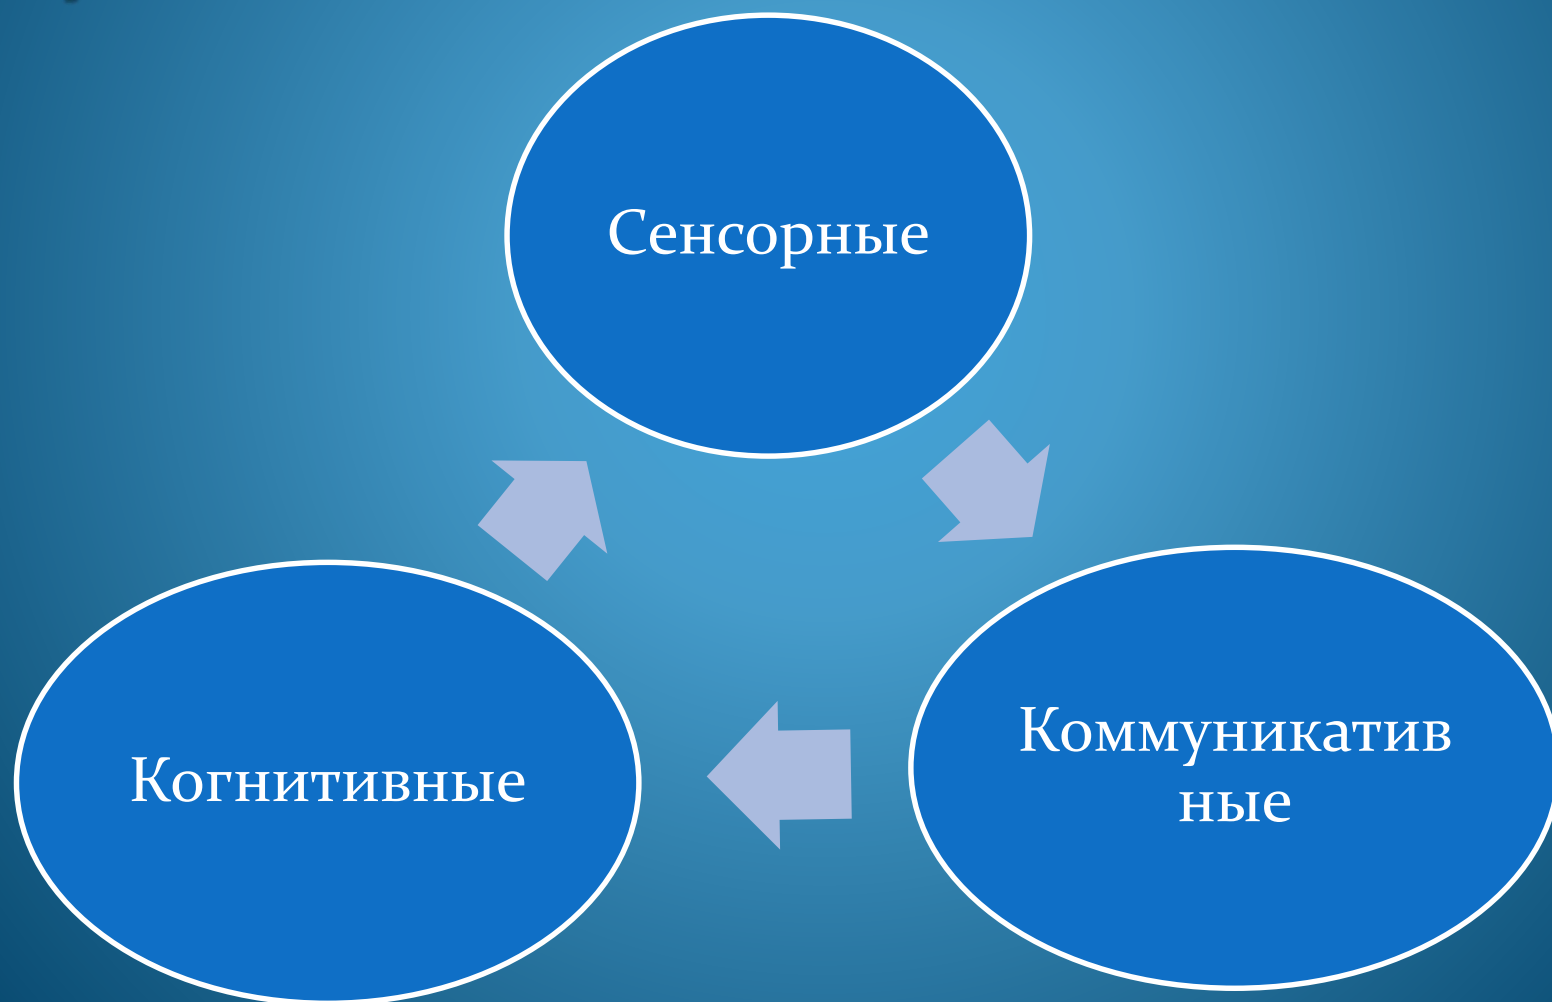 Сенсорные
Когнитивные
Коммуникатив
ные